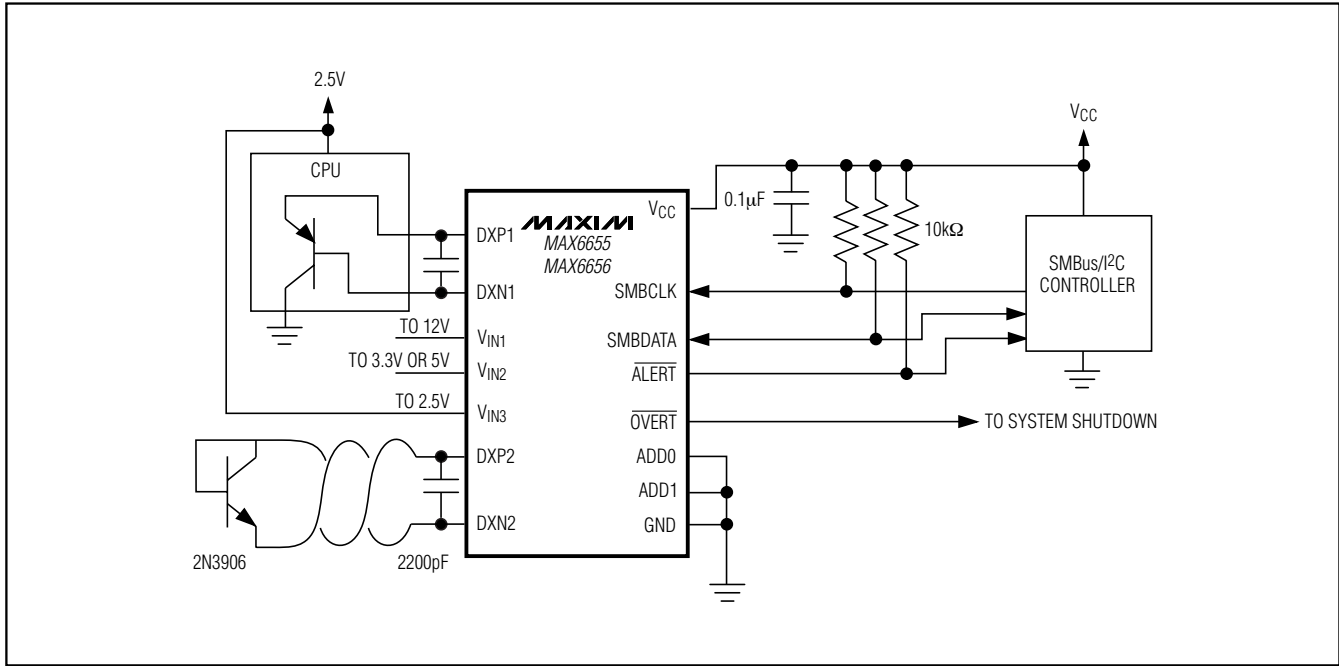 2.5V
CPU
VCC
0.1μF
10kΩ
MAXIM
MAX6655
MAX6656
VCC
DXP1
DXN1
SMBCLK
SMBus/I2C
CONTROLLER
TO 12V
VIN1
SMBDATA
TO 3.3V OR 5V
VIN2
ALERT
TO 2.5V
VIN3
OVERT
TO SYSTEM SHUTDOWN
DXP2
ADD0
ADD1
DXN2
GND
2N3906
2200pF